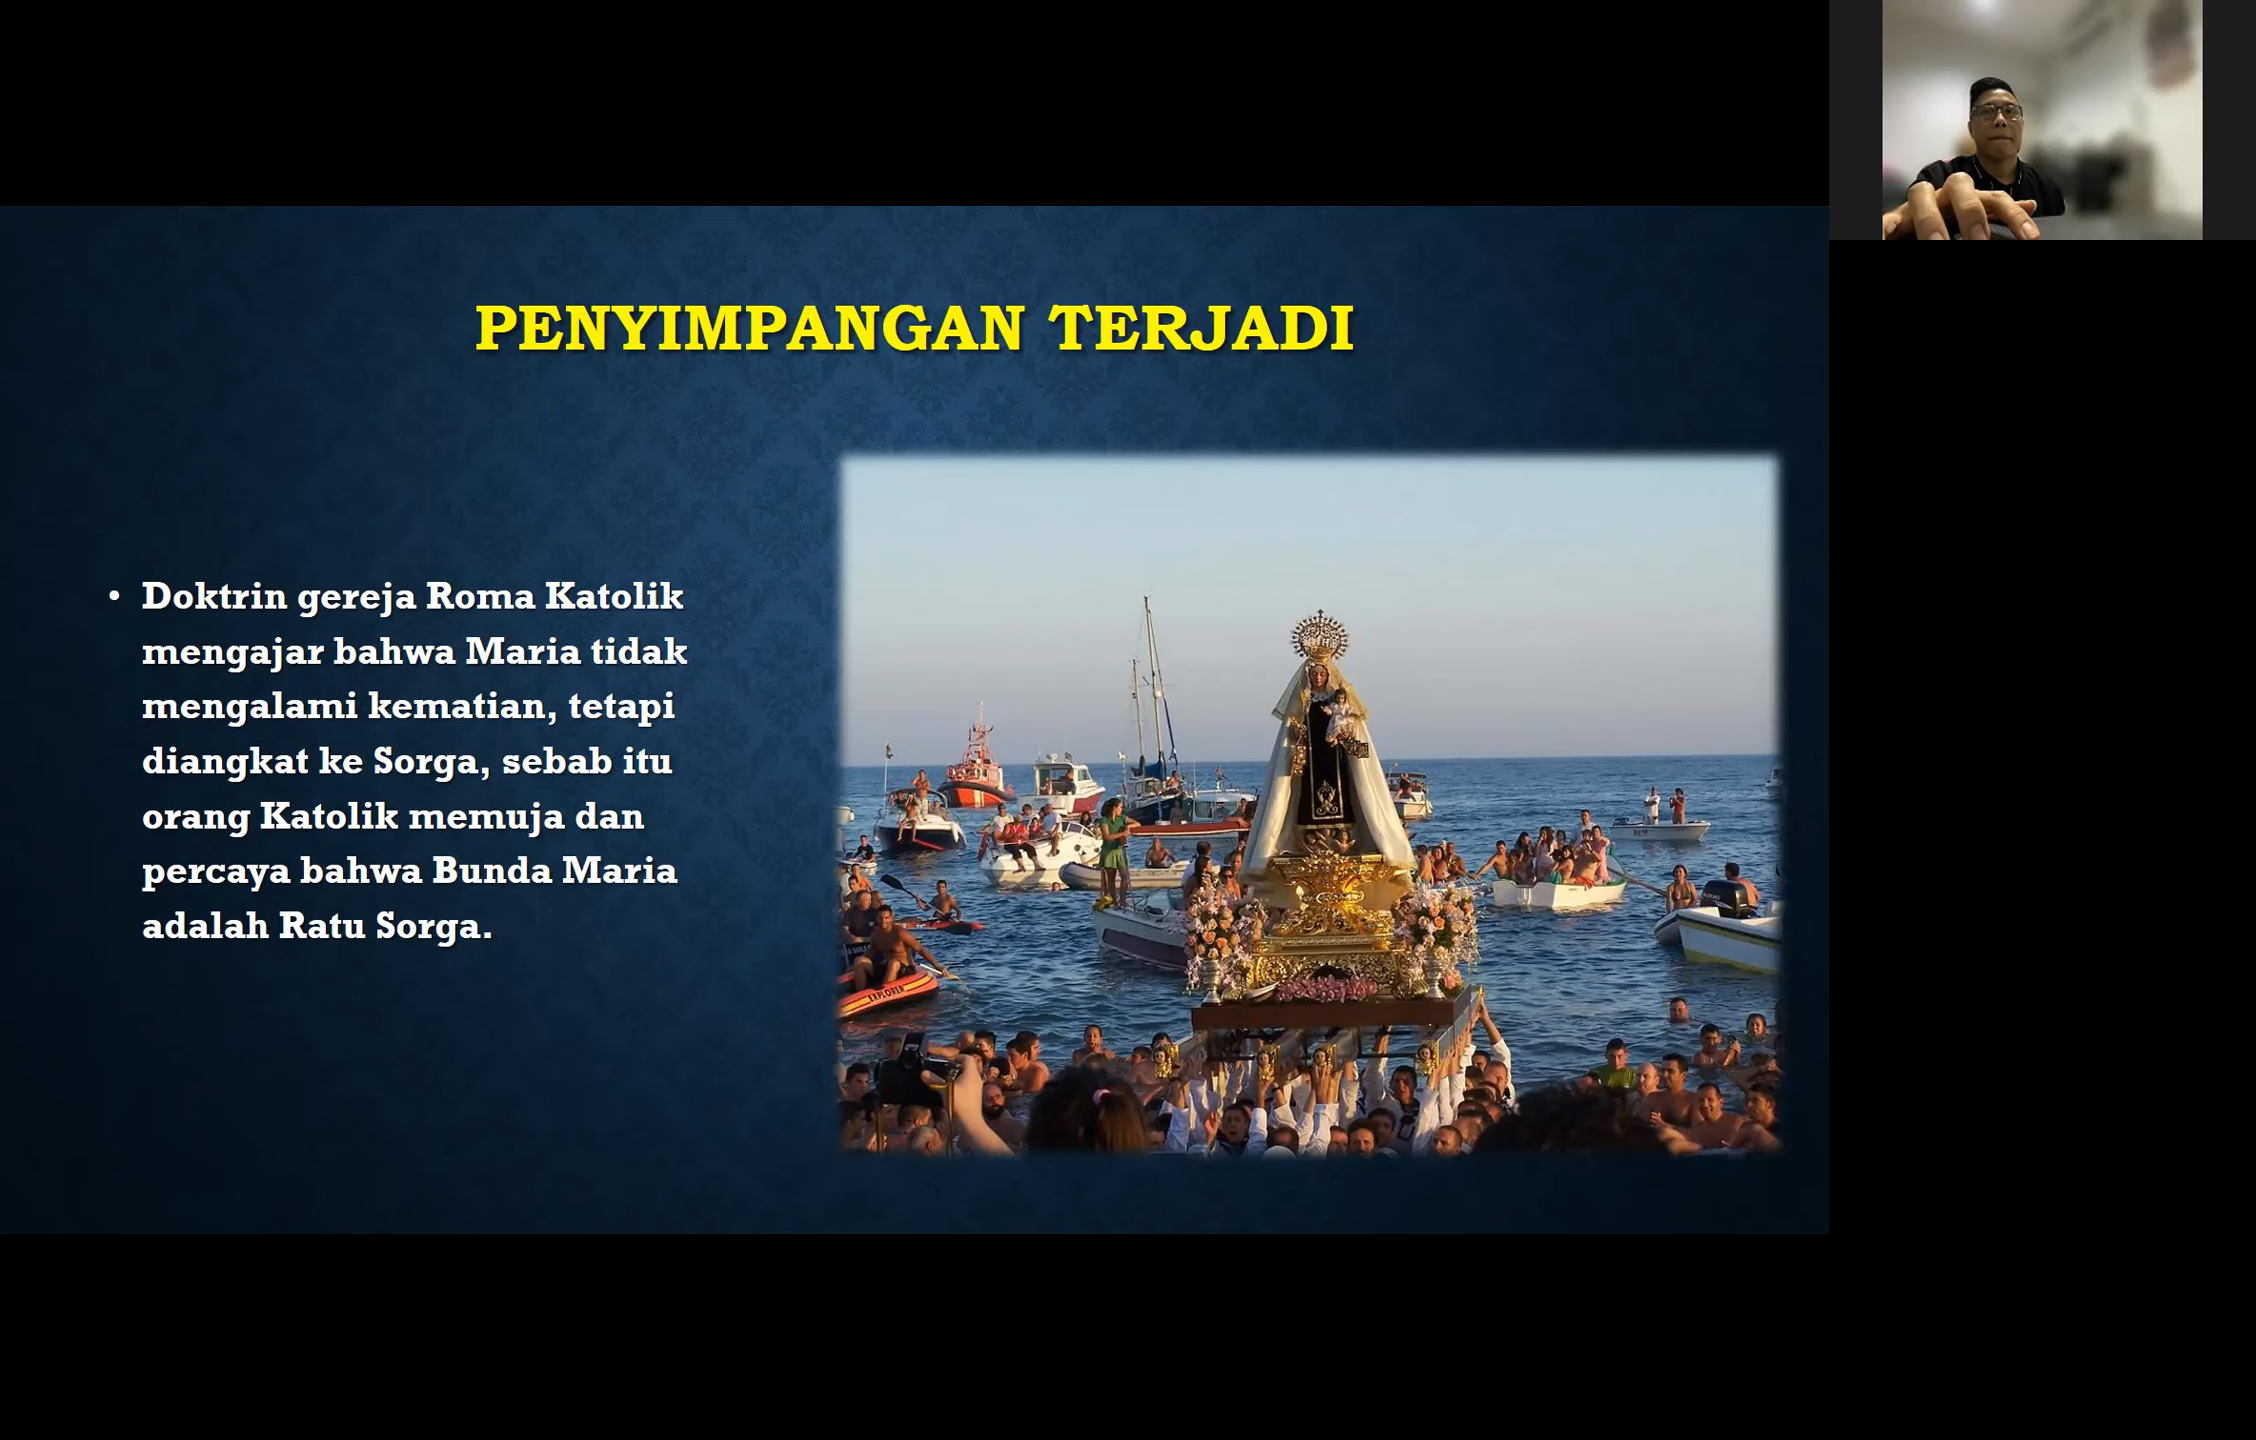 PENYIMPANGAN TERJADI
• Doktrin gereja Roma Katolik
mengajar bahwa Maria tidak
mengalami kematian, tetapi
diangkat ke Sorga, sebab itu
orang Katolik memuja dan
percaya bahwa Bunda Maria
adalah Ratu Sorga.
EXPLORER